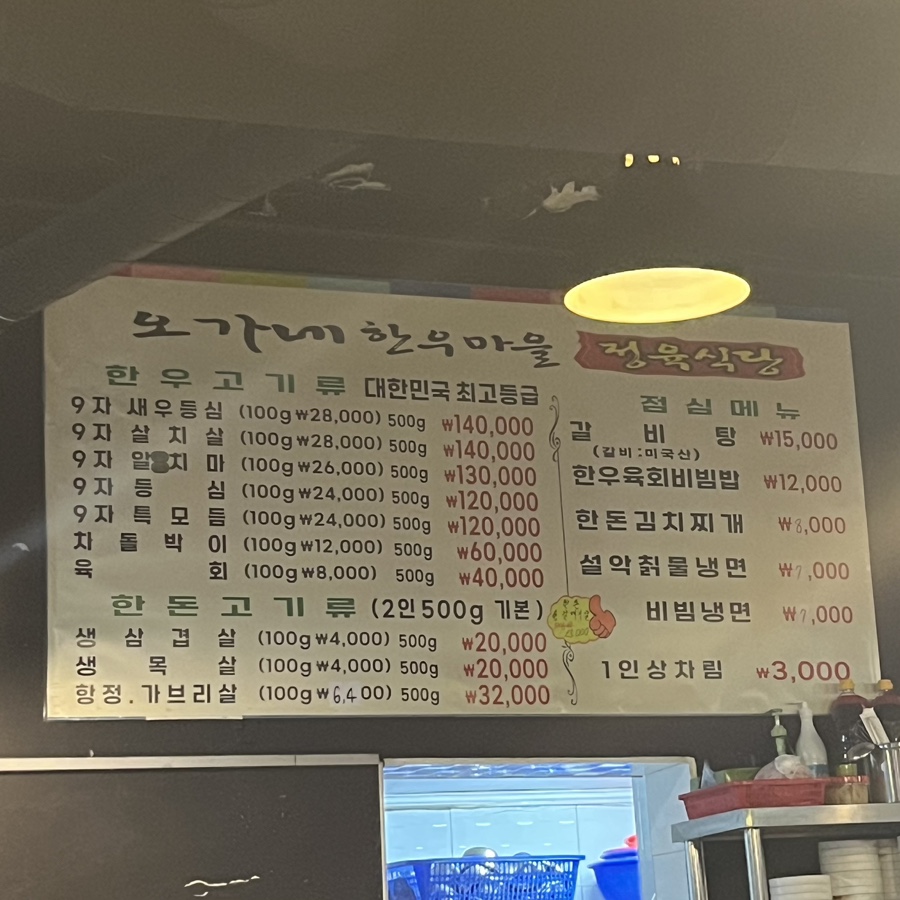 오가네 한우마을 정육식당
한우고기류 대한민국 최고등급
9자 새우등심 (100g₩28,000) 500g ₩140,000
9자 살치살 (100g₩28,000) 500g ₩140,000
9자 알 치마 (100g₩26,000) 500g ₩130,000
9자 등심 (100g₩24,000) 500g ₩120,000
9자 특모듬 (100g₩24,000) 500g ₩120,000
차돌박이 (100g₩12,000) 500g ₩60,000
육회 (100g₩8,000) 500g ₩40,000
한돈고기류 (2인 500g 기본)
생삼겹살 (100g₩4,000) 500g ₩20,000
생목살 (100g₩4,000) 500g ₩20,000
항정.가브리살 (100g₩6,400) 500g ₩32,000
점심메뉴
갈비탕 ₩15,000
(갈비:미국산)
한우육회비빔밥 ₩12,000
한돈김치찌개 ₩8,000
설악칡물냉면 ₩7,000
비빔냉면 ₩7,000
1인상차림 ₩3,000